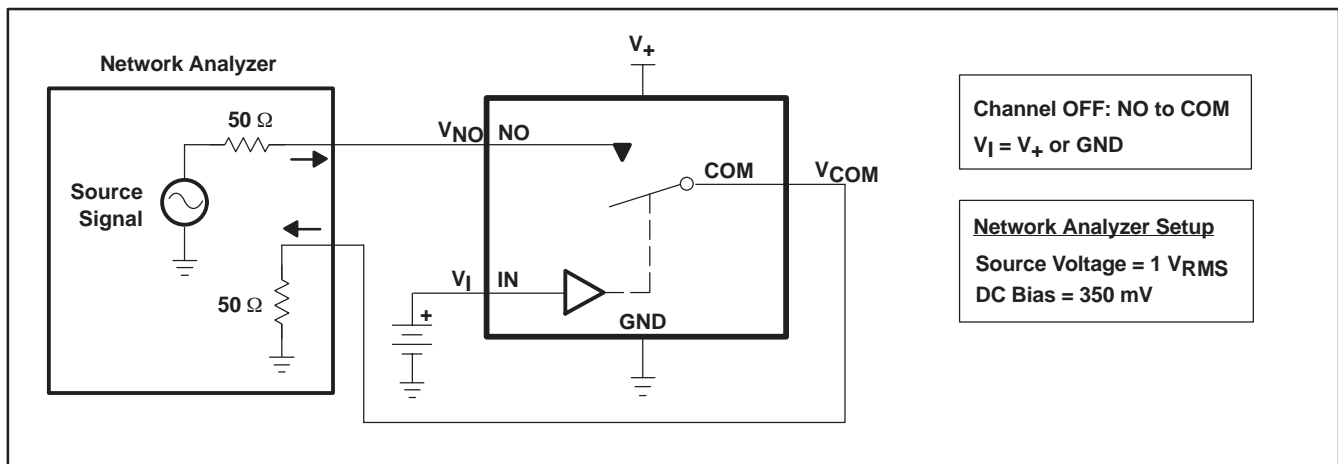 V+
Network Analyzer
50 Ω
VNO NO
COM
VCOM
Source
Signal
50 Ω
VI IN
+
GND
Channel OFF: NO to COM
VI = V+ or GND
Network Analyzer Setup
Source Voltage = 1 VRMS
DC Bias = 350 mV